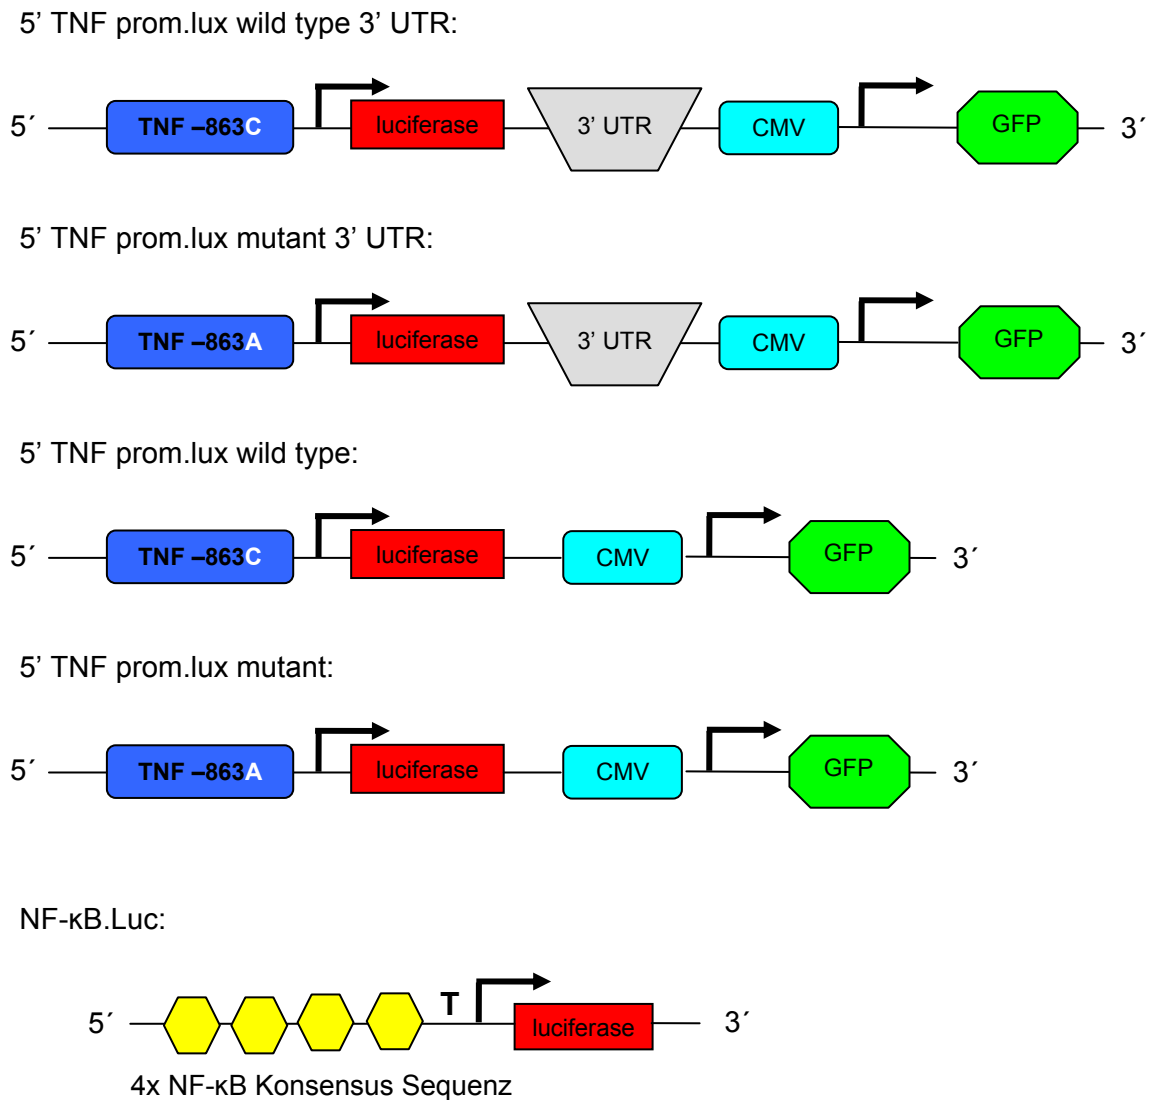 5’ TNF prom.lux wild type 3’ UTR:
5´ TNF –863C luciferase 3’ UTR CMV GFP 3´
5’ TNF prom.lux mutant 3’ UTR:
5´ TNF –863A luciferase 3’ UTR CMV GFP 3´
5’ TNF prom.lux wild type:
5´ TNF –863C luciferase CMV GFP 3´
5’ TNF prom.lux mutant:
5´ TNF –863A luciferase CMV GFP 3´
NF-κB.Luc:
5´ T luciferase 3´
4x NF-κB Konsensus Sequenz